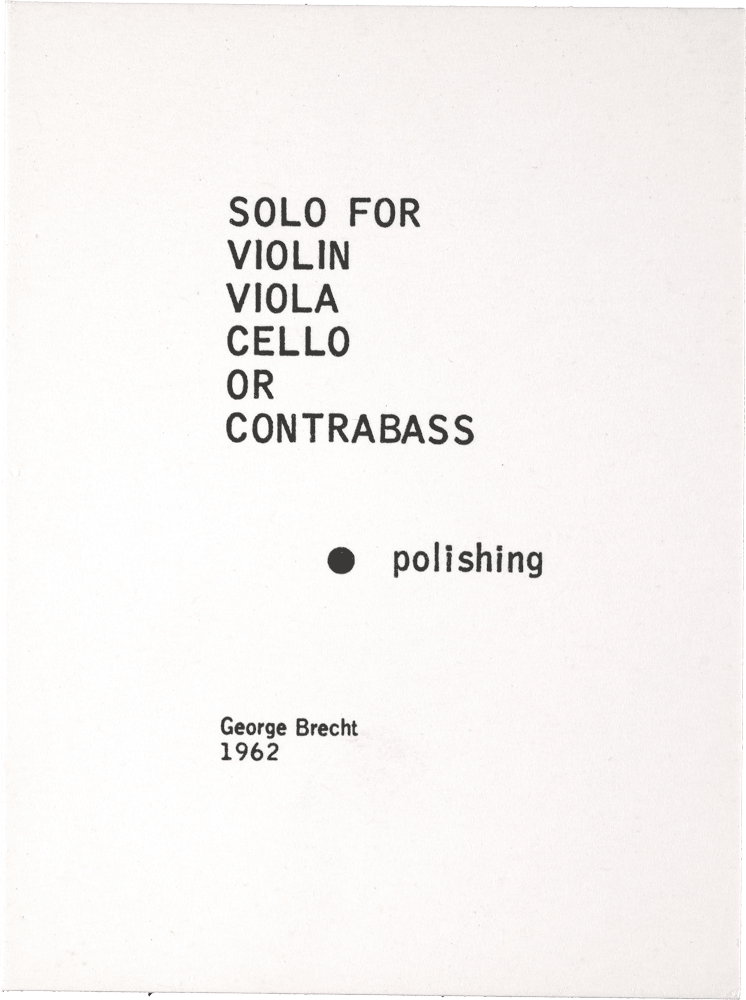 SOLO FOR
VIOLIN
VIOLA
CELLO
OR
CONTRABASS
● polishing
George Brecht
1962